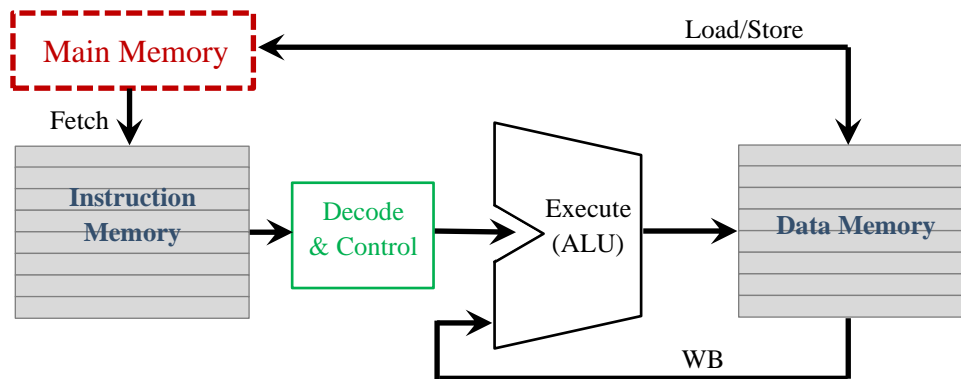 Main Memory
Load/Store
Fetch
Instruction
Memory
Decode
& Control
Execute
(ALU)
Data Memory
WB